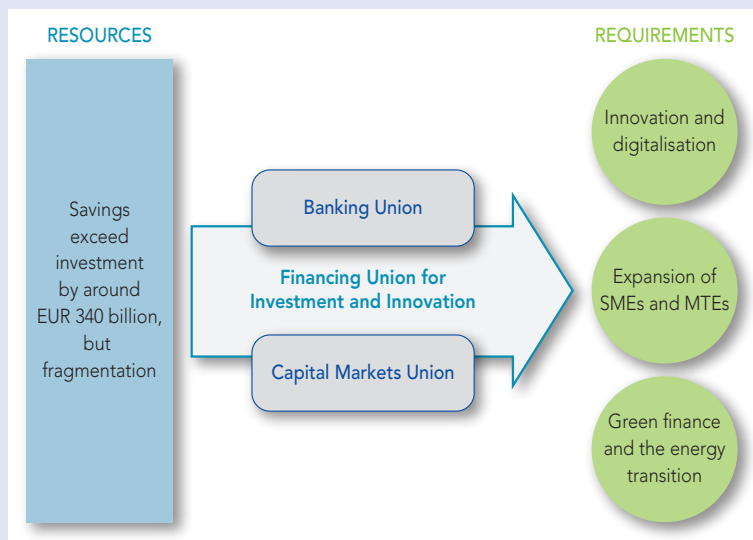 RESOURCES
REQUIREMENTS
Savings
exceed
investment
by around
EUR 340 billion,
but
fragmentation
Banking Union
Financing Union for
Investment and Innovation
Capital Markets Union
Innovation and
digitalisation
Expansion of
SMEs and MTEs
Green finance
and the energy
transition